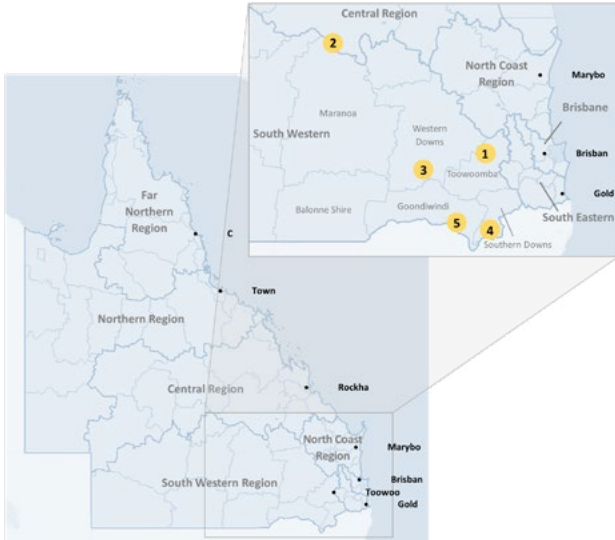 Central Region
2
North Coast
Region
Marybo
Maranoa
Brisbane
South Western
Western
Downs
1
Brisban
3
Toowoomba
Gold
Balonne Shire
Goondiwindi
South Eastern
5
4
Southern Downs
Far
Northern
Region
C
Town
Northern Region
Central Region
Rockha
North Coast
Region
Marybo
South Western Region
Brisban
Toowoo
Gold